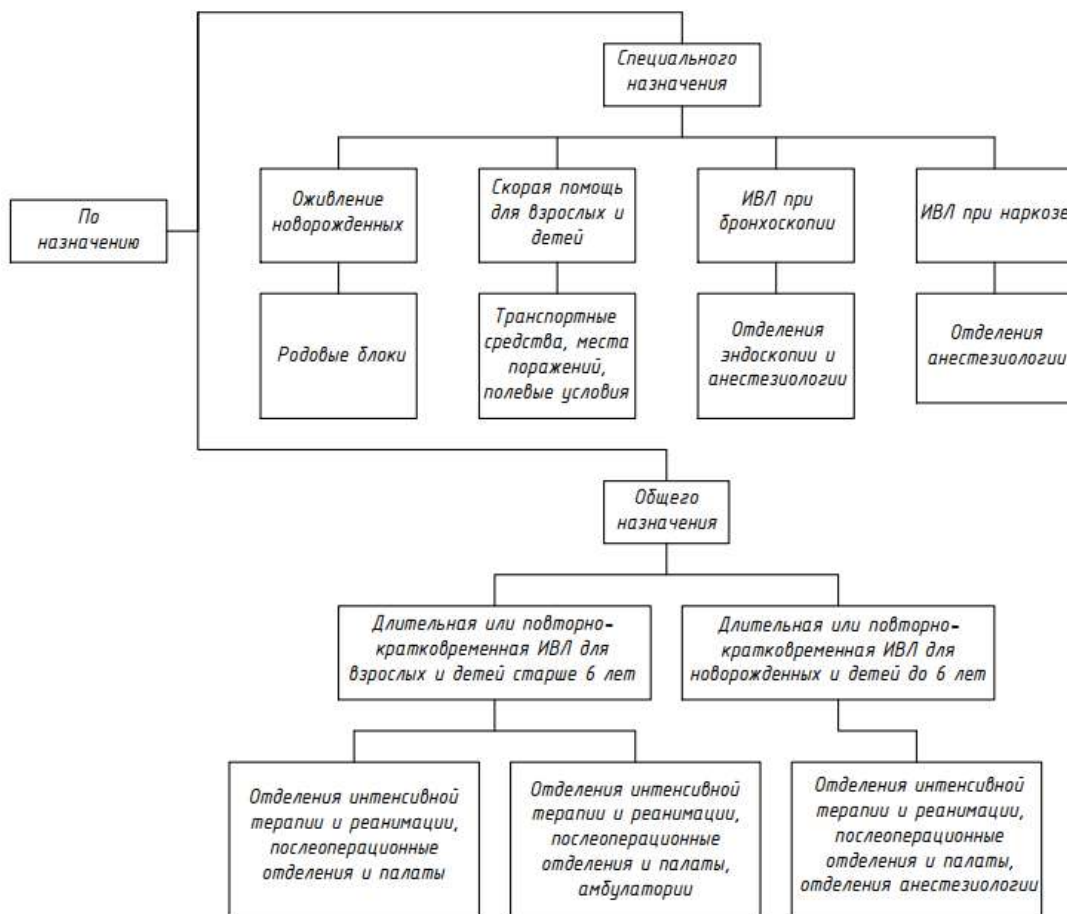 Специального
назначения
По
назначению
Оживление
новорожденных
Скорая помощь
для взрослых и
детей
ИВЛ при
бронхоскопии
ИВЛ при наркозе
Родовые блоки
Транспортные
средства, места
поражений,
полевые условия
Отделения
эндоскопии и
анестезиологии
Отделения
анестезиологии
Общего
назначения
Длительная или повторно-
кратковременная ИВЛ для
взрослых и детей старше 6 лет
Длительная или повторно-
кратковременная ИВЛ для
новорожденных и детей до 6 лет
Отделения интенсивной
терапии и реанимации,
послеоперационные
отделения и палаты
Отделения интенсивной
терапии и реанимации,
послеоперационные
отделения и палаты,
амбулатории
Отделения интенсивной
терапии и реанимации,
послеоперационные
отделения и палаты,
отделения анестезиологии